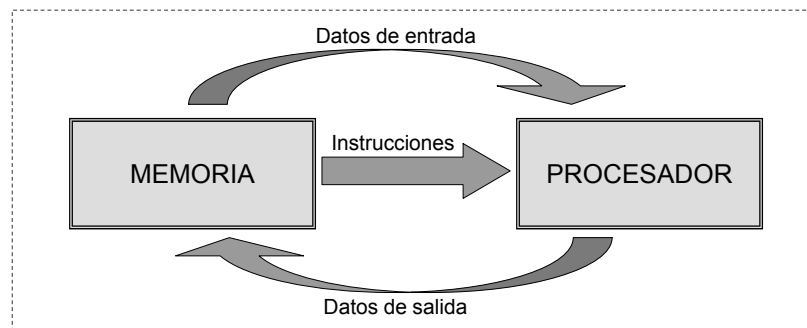 Datos de entrada
Instrucciones
MEMORIA
PROCESADOR
Datos de salida